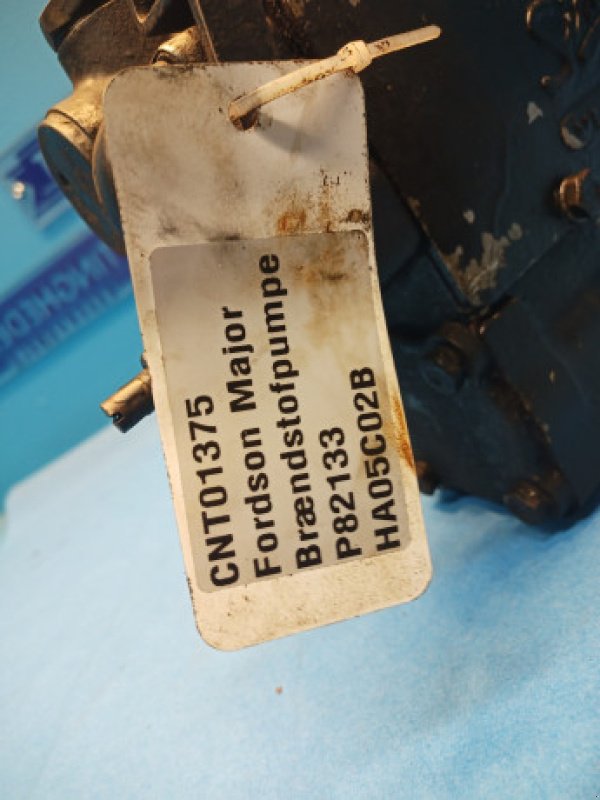 CNT01375
Fordson Major
Brændstofpumpe
P82133
HA05C02B